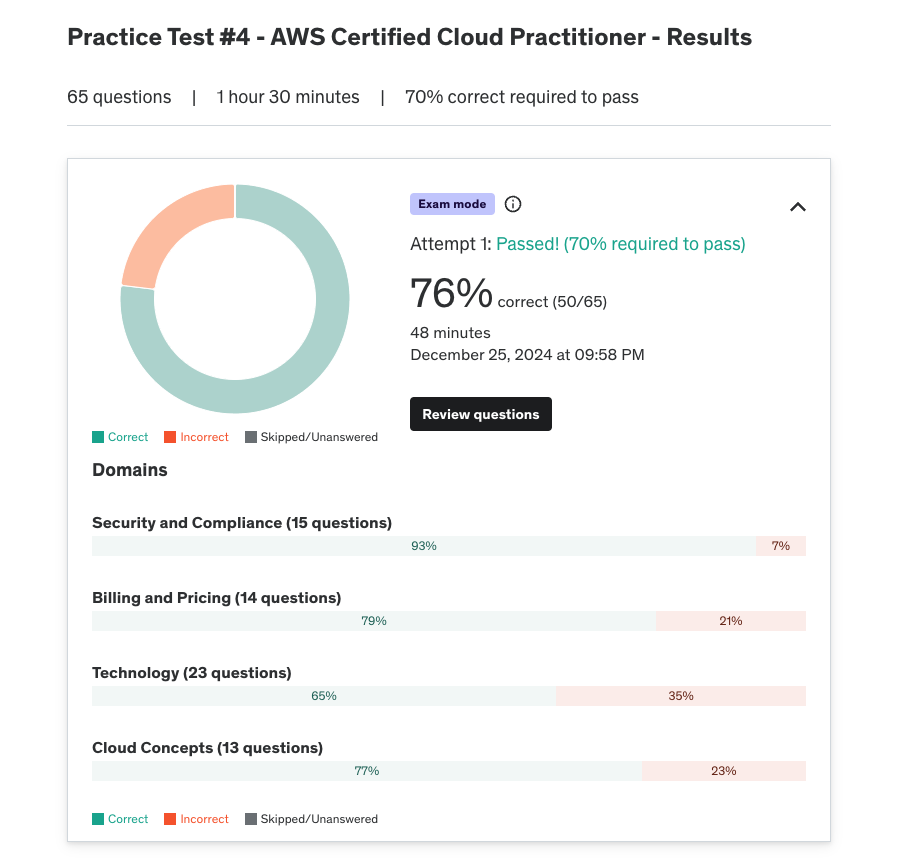 Practice Test #4 - AWS Certified Cloud Practitioner - Results
65 questions | 1 hour 30 minutes | 70% correct required to pass
Exam mode
Attempt 1: Passed! (70% required to pass)
76% correct (50/65)
48 minutes
December 25, 2024 at 09:58 PM
Review questions
Correct Incorrect Skipped/Unanswered
Domains
Security and Compliance (15 questions)
93% 7%
Billing and Pricing (14 questions)
79% 21%
Technology (23 questions)
65% 35%
Cloud Concepts (13 questions)
77% 23%
Correct Incorrect Skipped/Unanswered